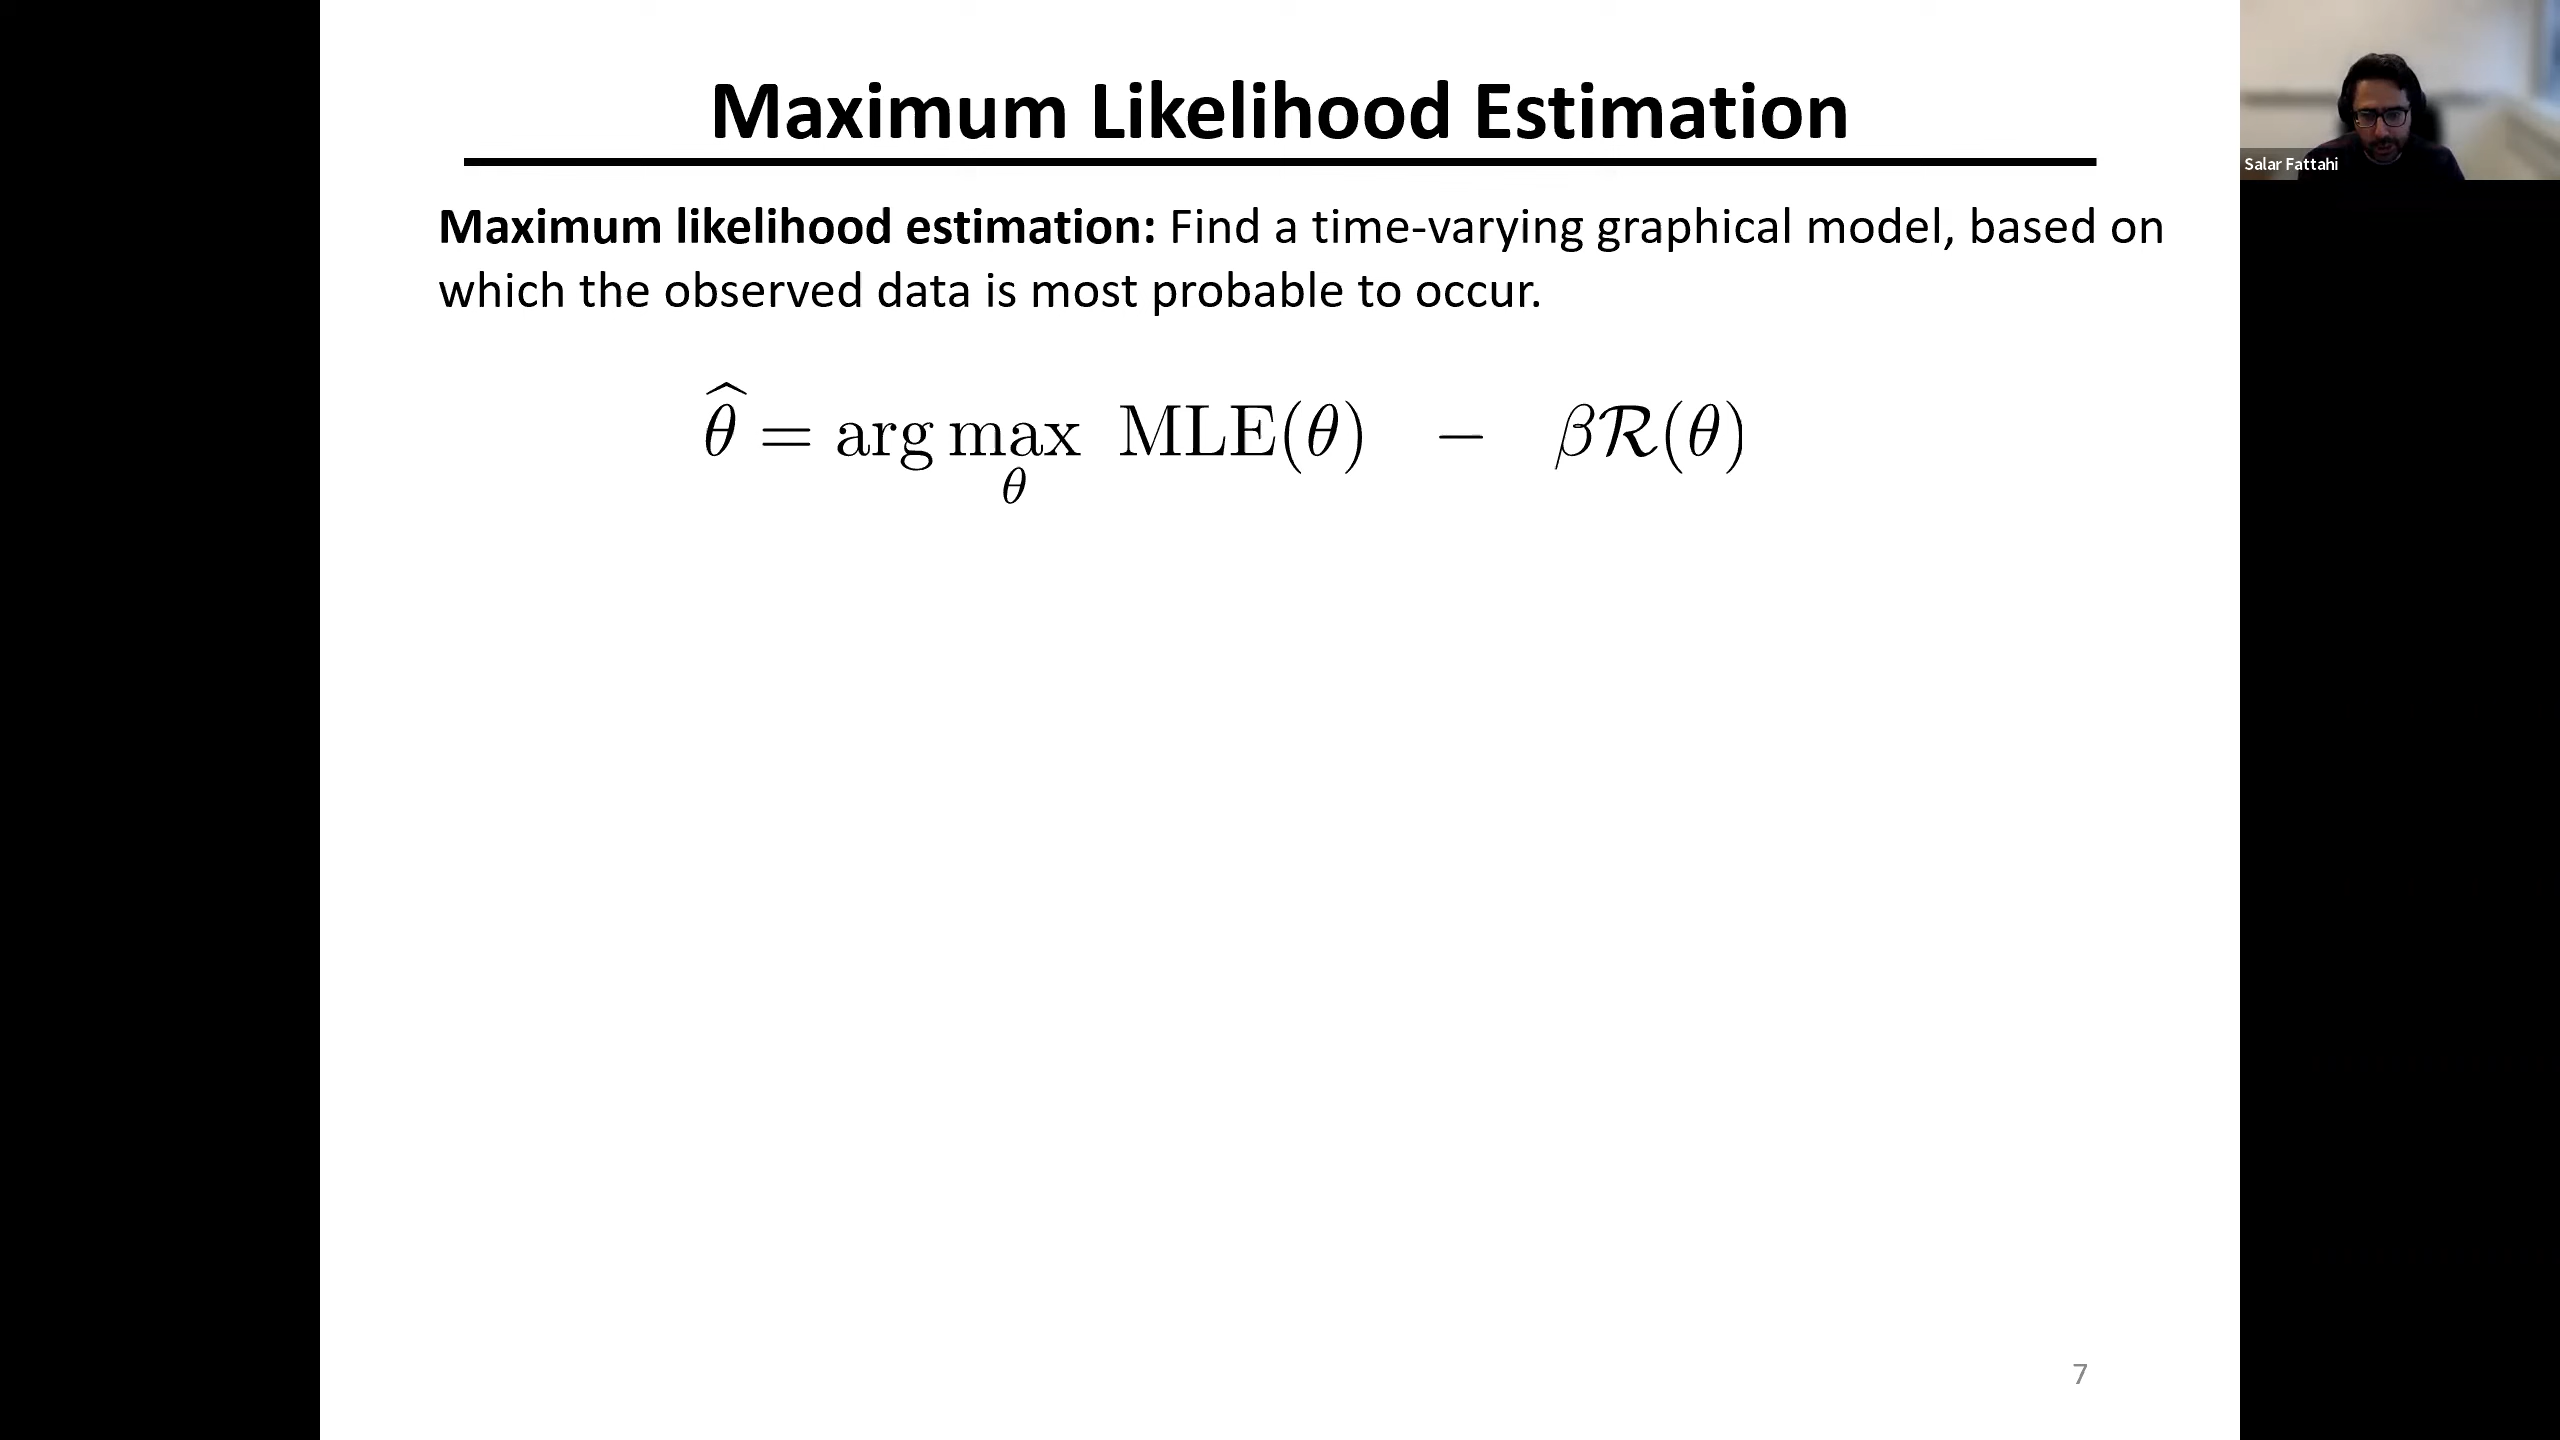 Maximum Likelihood Estimation
Salar Fattahi
Maximum likelihood estimation: Find a time-varying graphical model, based on
which the observed data is most probable to occur.
θ̂ = arg max_θ MLE(θ) − βℛ(θ)
7